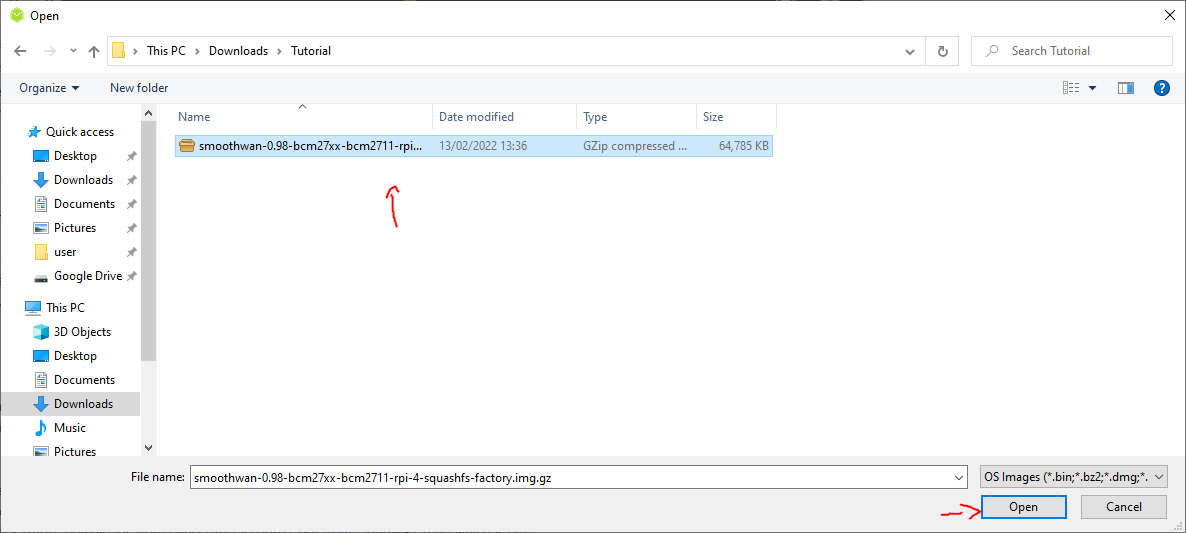 Open
This PC > Downloads > Tutorial
Search Tutorial
Organize
New folder
Name Date modified Type Size
smoothwan-0.98-bcm27xx-bcm2711-rpi... 13/02/2022 13:36 GZip compressed ... 64,785 KB
Quick access
Desktop
Downloads
Documents
Pictures
user
Google Drive
This PC
3D Objects
Desktop
Documents
Downloads
Music
Pictures
File name: smoothwan-0.98-bcm27xx-bcm2711-rpi-4-squashfs-factory.img.gz OS Images (*.bin;*.bz2;*.dmg;*.
Open Cancel